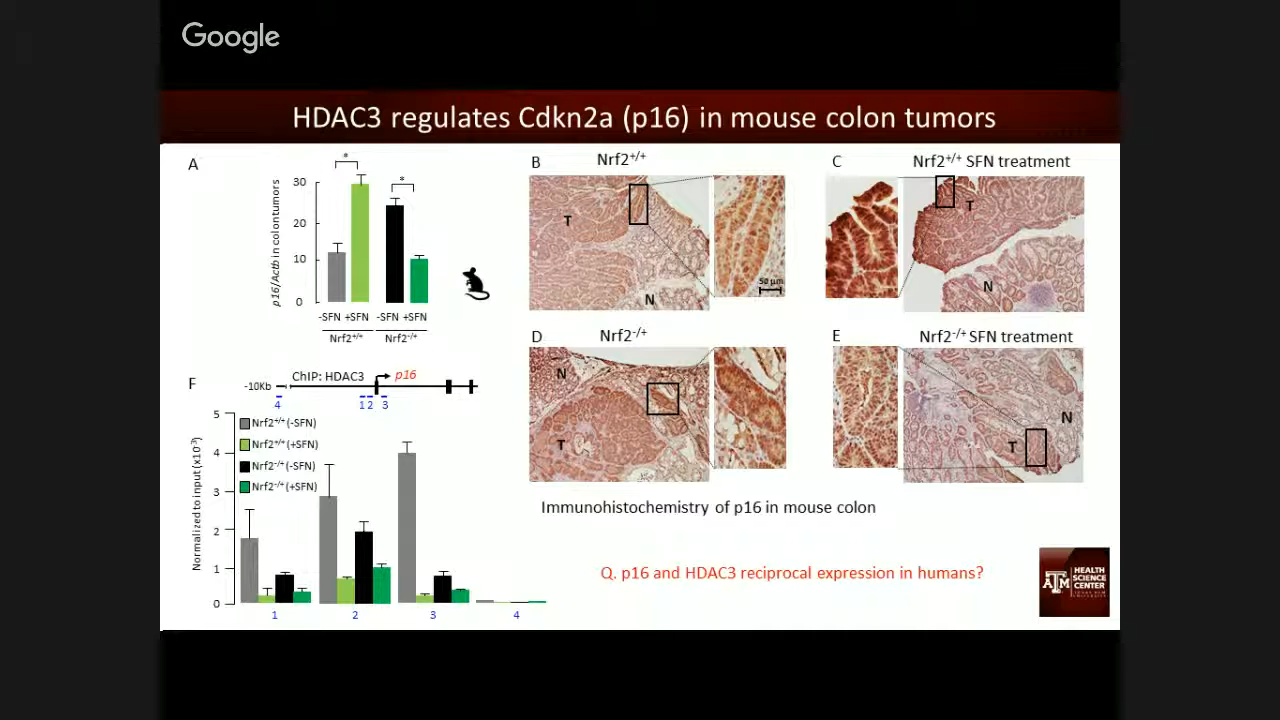 Google
HDAC3 regulates Cdkn2a (p16) in mouse colon tumors
A
p16/Actb in colon tumors
30
20
10
0
*
*
-SFN +SFN -SFN +SFN
Nrf2+/+ Nrf2-/+
B
Nrf2+/+
T
N
50 µm
C
Nrf2+/+ SFN treatment
T
N
D
Nrf2-/+
N
T
E
Nrf2-/+ SFN treatment
N
T
Immunohistochemistry of p16 in mouse colon
F
ChIP: HDAC3
p16
-10Kb
4 1 2 3
Normalized to input (x10-3)
5
4
3
2
1
0
Nrf2+/+ (-SFN)
Nrf2+/+ (+SFN)
Nrf2-/+ (-SFN)
Nrf2-/+ (+SFN)
1 2 3 4
Q. p16 and HDAC3 reciprocal expression in humans?
ATM
HEALTH
SCIENCE
CENTER